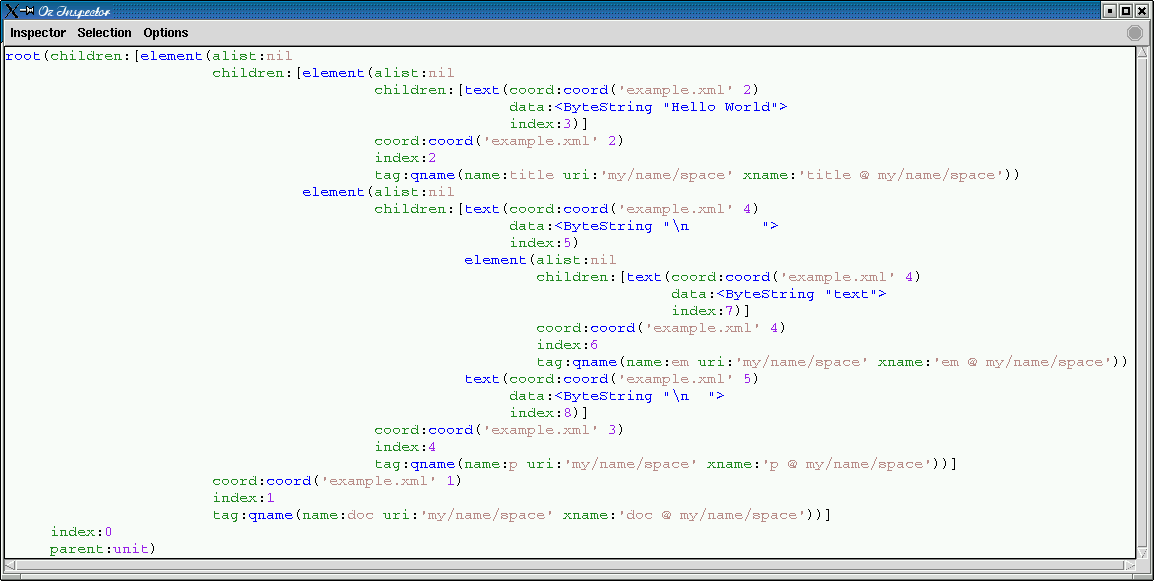 Oz Inspector
Inspector Selection Options
root(children:[element(alist:nil
children:[element(alist:nil
children:[text(coord:coord('example.xml' 2)
data:<ByteString "Hello World">
index:3)]
coord:coord('example.xml' 2)
index:2
tag:qname(name:title uri:'my/name/space' xname:'title @ my/name/space'))
element(alist:nil
children:[text(coord:coord('example.xml' 4)
data:<ByteString "\n        ">
index:5)
element(alist:nil
children:[text(coord:coord('example.xml' 4)
data:<ByteString "text">
index:7)]
coord:coord('example.xml' 4)
index:6
tag:qname(name:em uri:'my/name/space' xname:'em @ my/name/space'))
text(coord:coord('example.xml' 5)
data:<ByteString "\n  ">
index:8)]
coord:coord('example.xml' 3)
index:4
tag:qname(name:p uri:'my/name/space' xname:'p @ my/name/space'))]
coord:coord('example.xml' 1)
index:1
tag:qname(name:doc uri:'my/name/space' xname:'doc @ my/name/space'))]
index:0
parent:unit)